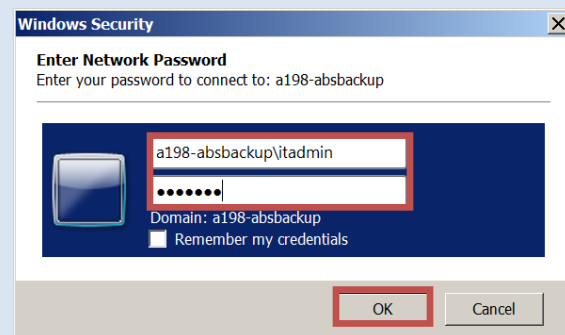 Windows Security
Enter Network Password
Enter your password to connect to: a198-absbackup
a198-absbackup\itadmin
●●●●●●●
Domain: a198-absbackup
Remember my credentials
OK
Cancel